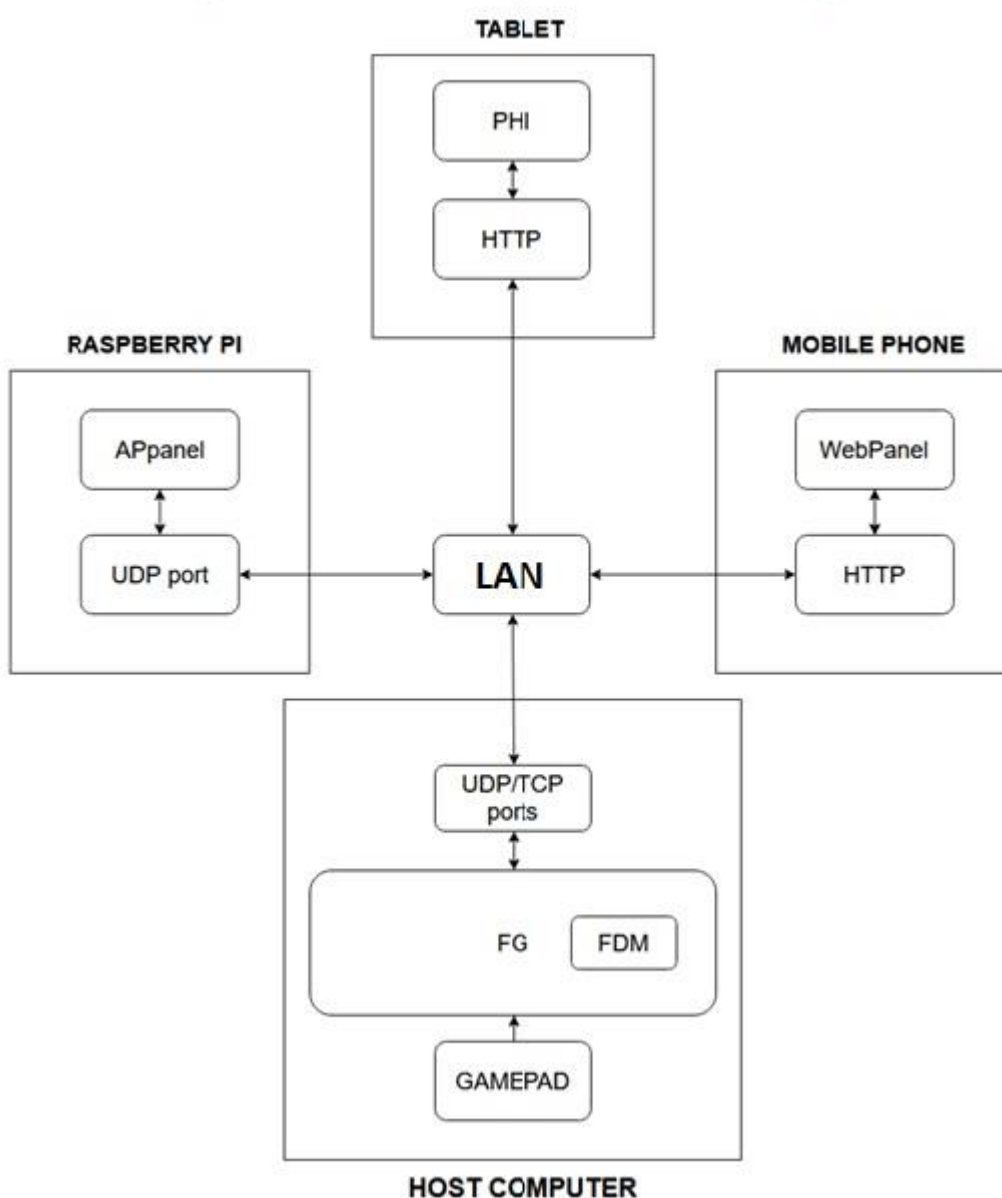 TABLET
PHI
HTTP
RASPBERRY PI
MOBILE PHONE
APpanel
WebPanel
UDP port
LAN
HTTP
UDP/TCP
ports
FG
FDM
GAMEPAD
HOST COMPUTER